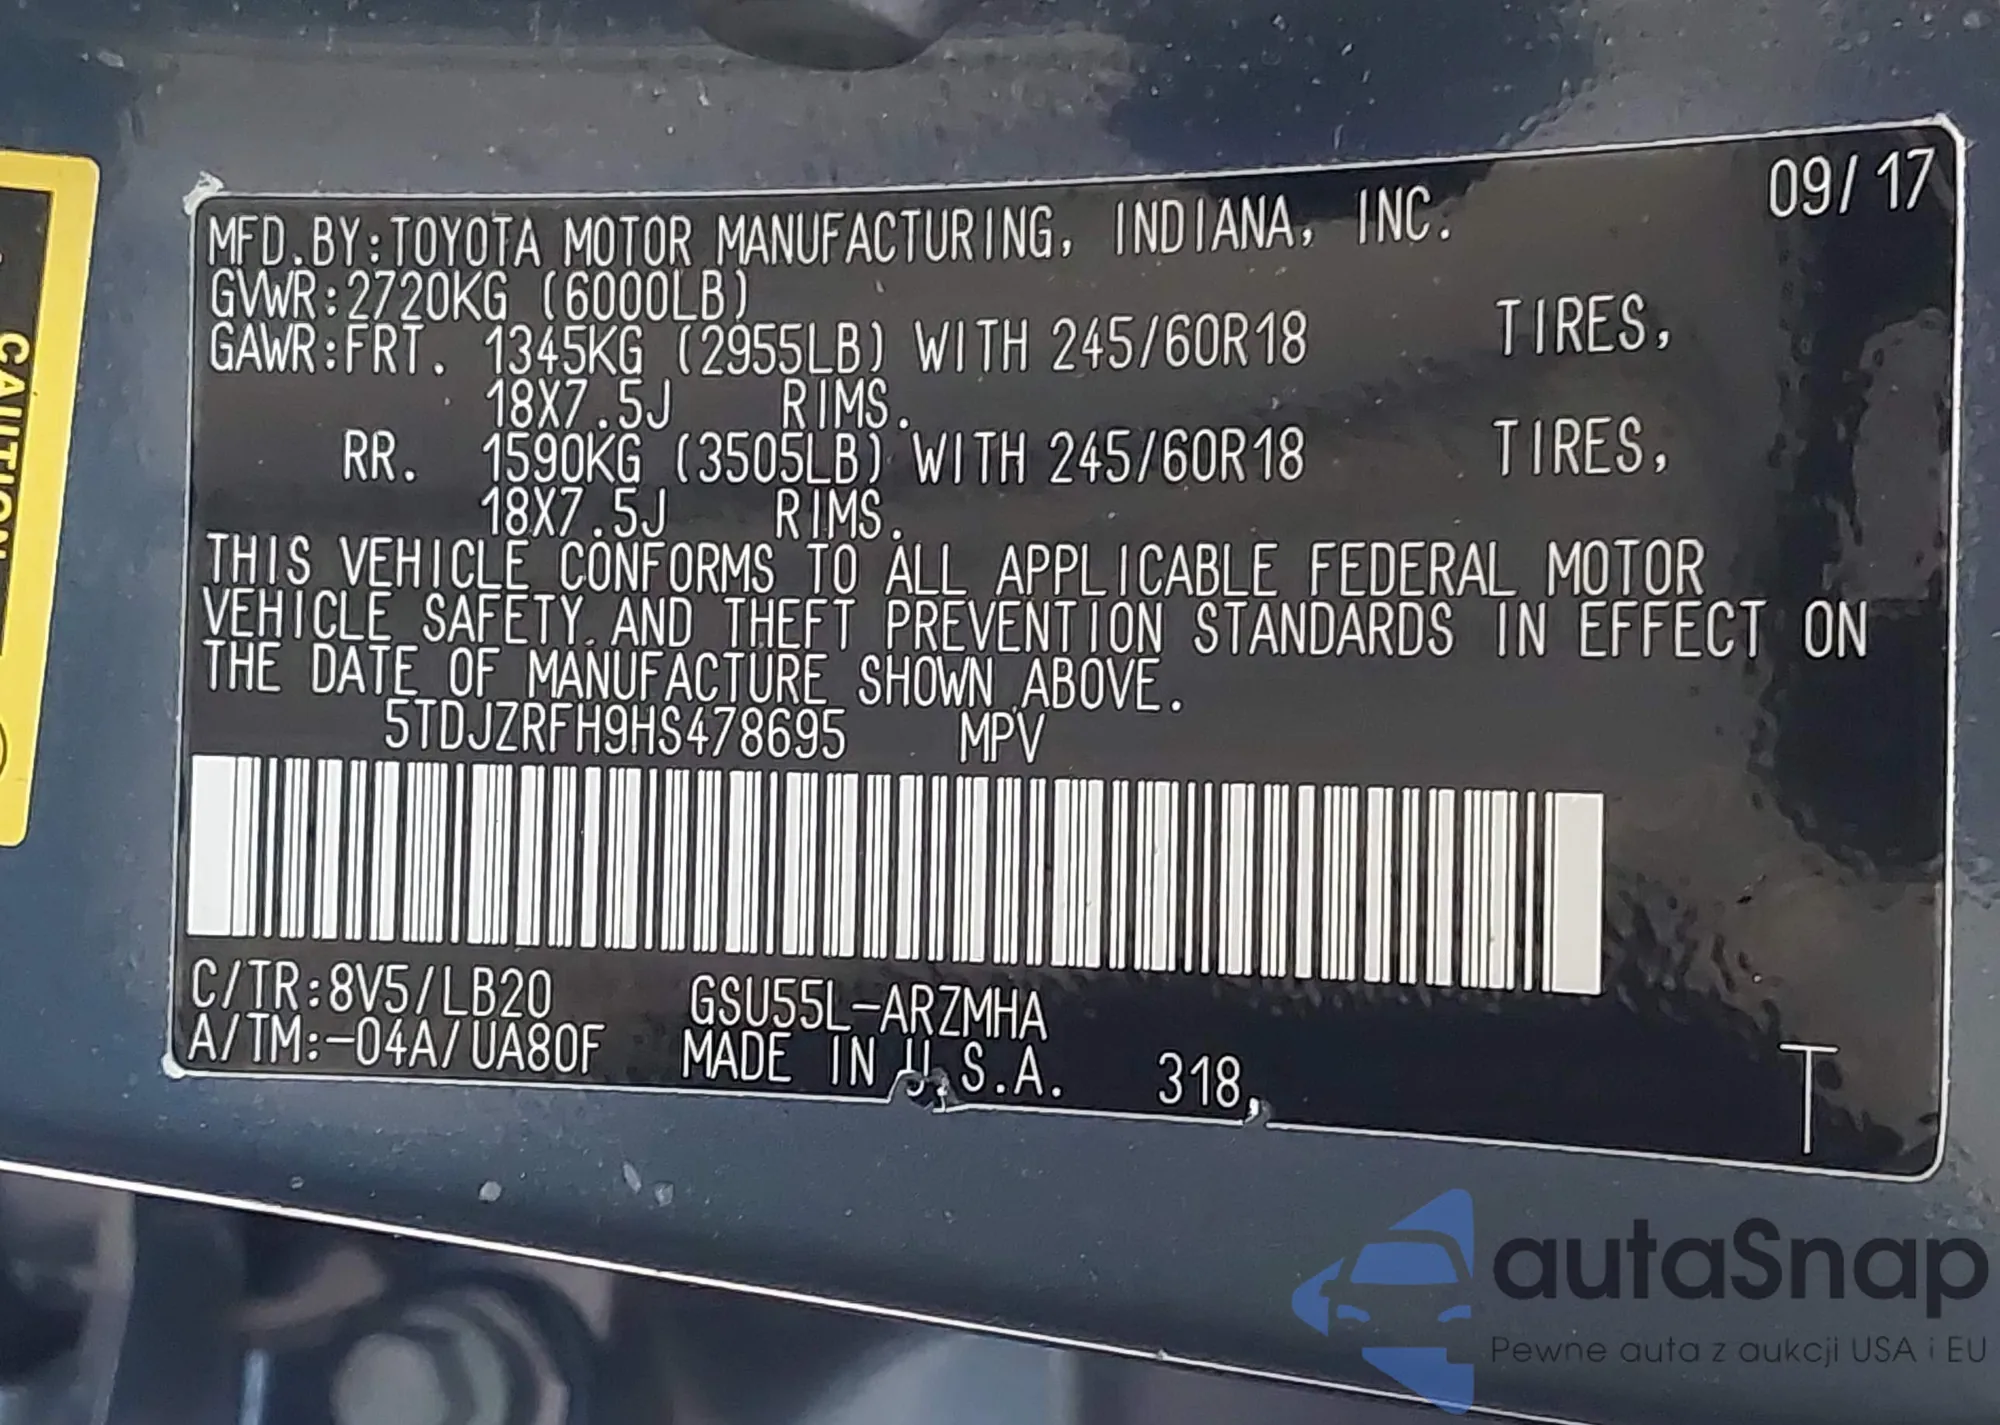 09/17
MFD.BY:TOYOTA MOTOR MANUFACTURING, INDIANA, INC.
GVWR:2720KG (6000LB)
GAWR:FRT. 1345KG (2955LB) WITH 245/60R18 TIRES,
18X7.5J RIMS.
RR. 1590KG (3505LB) WITH 245/60R18 TIRES,
18X7.5J RIMS.
THIS VEHICLE CONFORMS TO ALL APPLICABLE FEDERAL MOTOR
VEHICLE SAFETY AND THEFT PREVENTION STANDARDS IN EFFECT ON
THE DATE OF MANUFACTURE SHOWN ABOVE.
5TDJZRFH9HS478695 MPV
C/TR:8V5/LB20 GSU55L-ARZMHA
A/TM:-04A/UA80F MADE IN U.S.A. 318,
T
CAUTION
autaSnap
Pewne auta z aukcji USA i EU